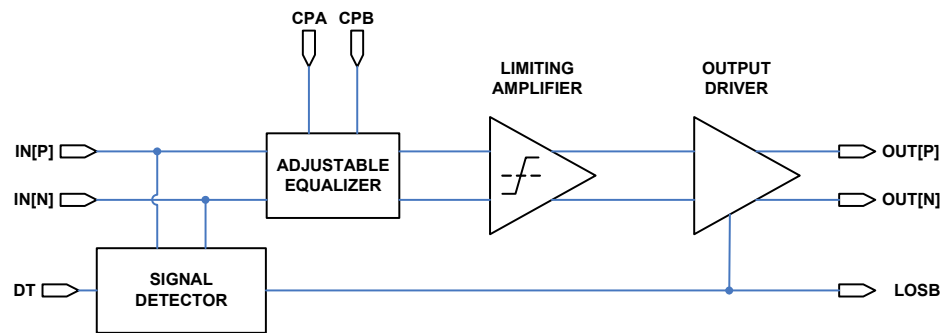 CPA CPB
LIMITING
AMPLIFIER
OUTPUT
DRIVER
IN[P]
ADJUSTABLE
EQUALIZER
OUT[P]
IN[N]
OUT[N]
DT
SIGNAL
DETECTOR
LOSB